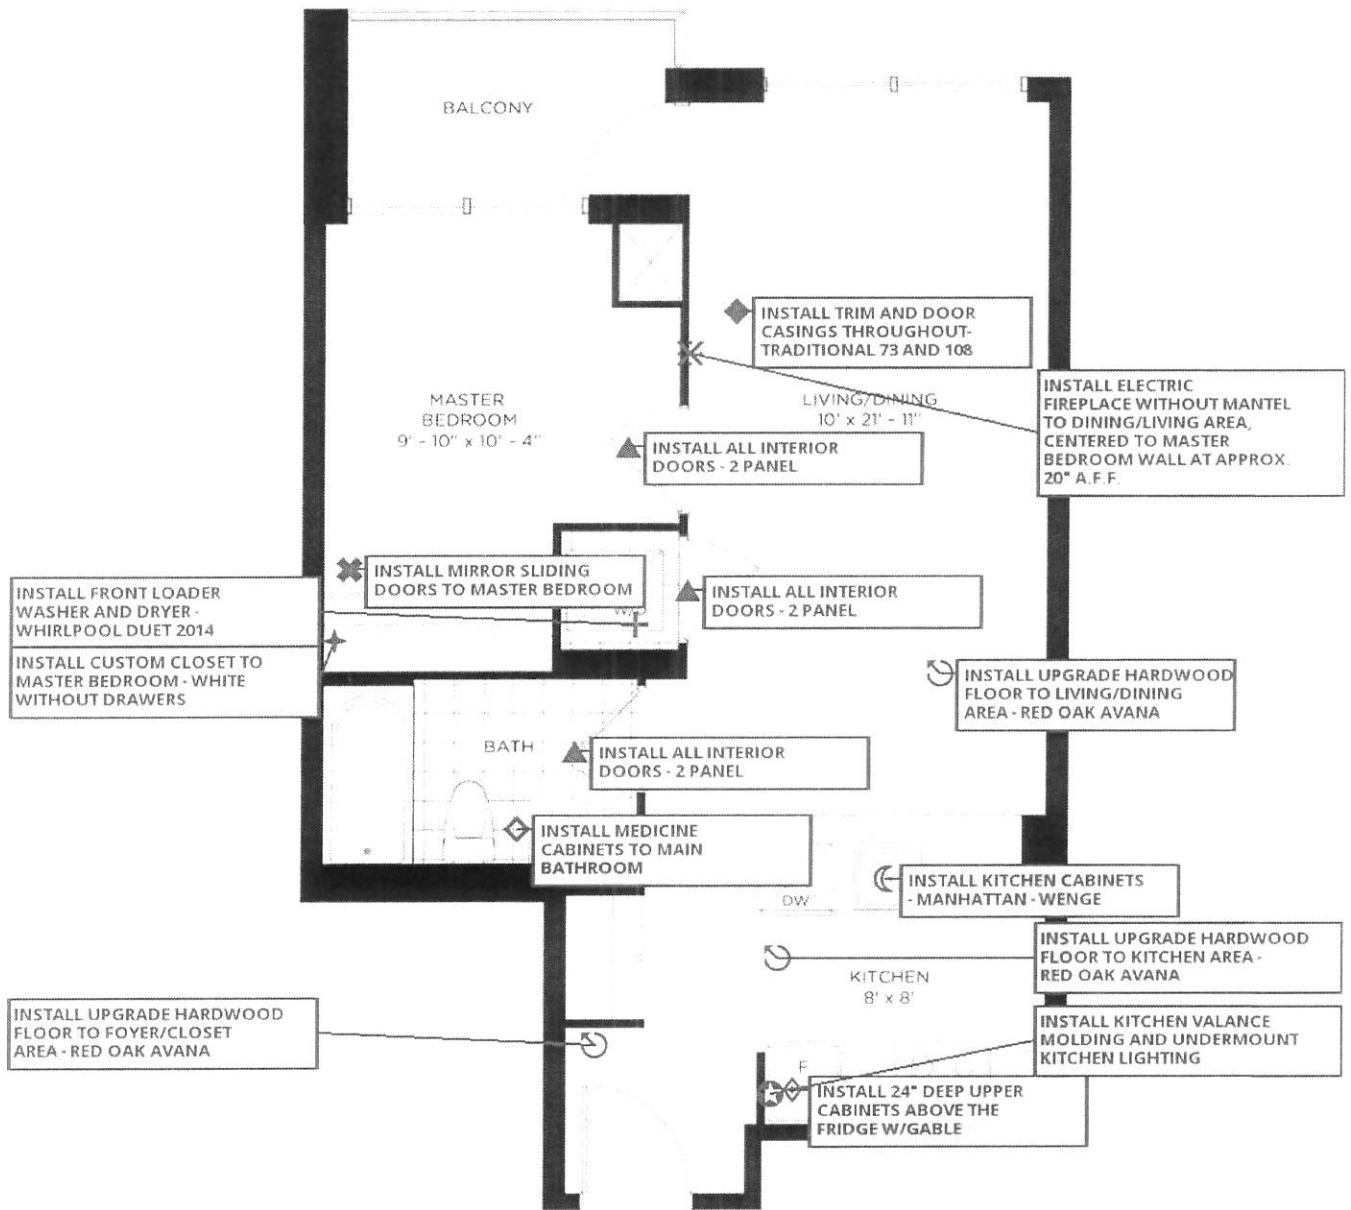 BALCONY
INSTALL TRIM AND DOOR
CASINGS THROUGHOUT-
TRADITIONAL 73 AND 108
MASTER
BEDROOM
9' - 10" x 10' - 4"
LIVING/DINING
10' x 21' - 11"
INSTALL ELECTRIC
FIREPLACE WITHOUT MANTEL
TO DINING/LIVING AREA,
CENTERED TO MASTER
BEDROOM WALL AT APPROX.
20" A.F.F.
INSTALL ALL INTERIOR
DOORS - 2 PANEL
INSTALL MIRROR SLIDING
DOORS TO MASTER BEDROOM
INSTALL FRONT LOADER
WASHER AND DRYER -
WHIRLPOOL DUET 2014
INSTALL ALL INTERIOR
DOORS - 2 PANEL
INSTALL CUSTOM CLOSET TO
MASTER BEDROOM - WHITE
WITHOUT DRAWERS
INSTALL UPGRADE HARDWOOD
FLOOR TO LIVING/DINING
AREA - RED OAK AVANA
BATH
INSTALL ALL INTERIOR
DOORS - 2 PANEL
INSTALL MEDICINE
CABINETS TO MAIN
BATHROOM
INSTALL KITCHEN CABINETS
- MANHATTAN - WENGE
DW
INSTALL UPGRADE HARDWOOD
FLOOR TO KITCHEN AREA -
RED OAK AVANA
KITCHEN
8' x 8'
INSTALL UPGRADE HARDWOOD
FLOOR TO FOYER/CLOSET
AREA - RED OAK AVANA
INSTALL KITCHEN VALANCE
MOLDING AND UNDERMOUNT
KITCHEN LIGHTING
F
INSTALL 24" DEEP UPPER
CABINETS ABOVE THE
FRIDGE W/GABLE